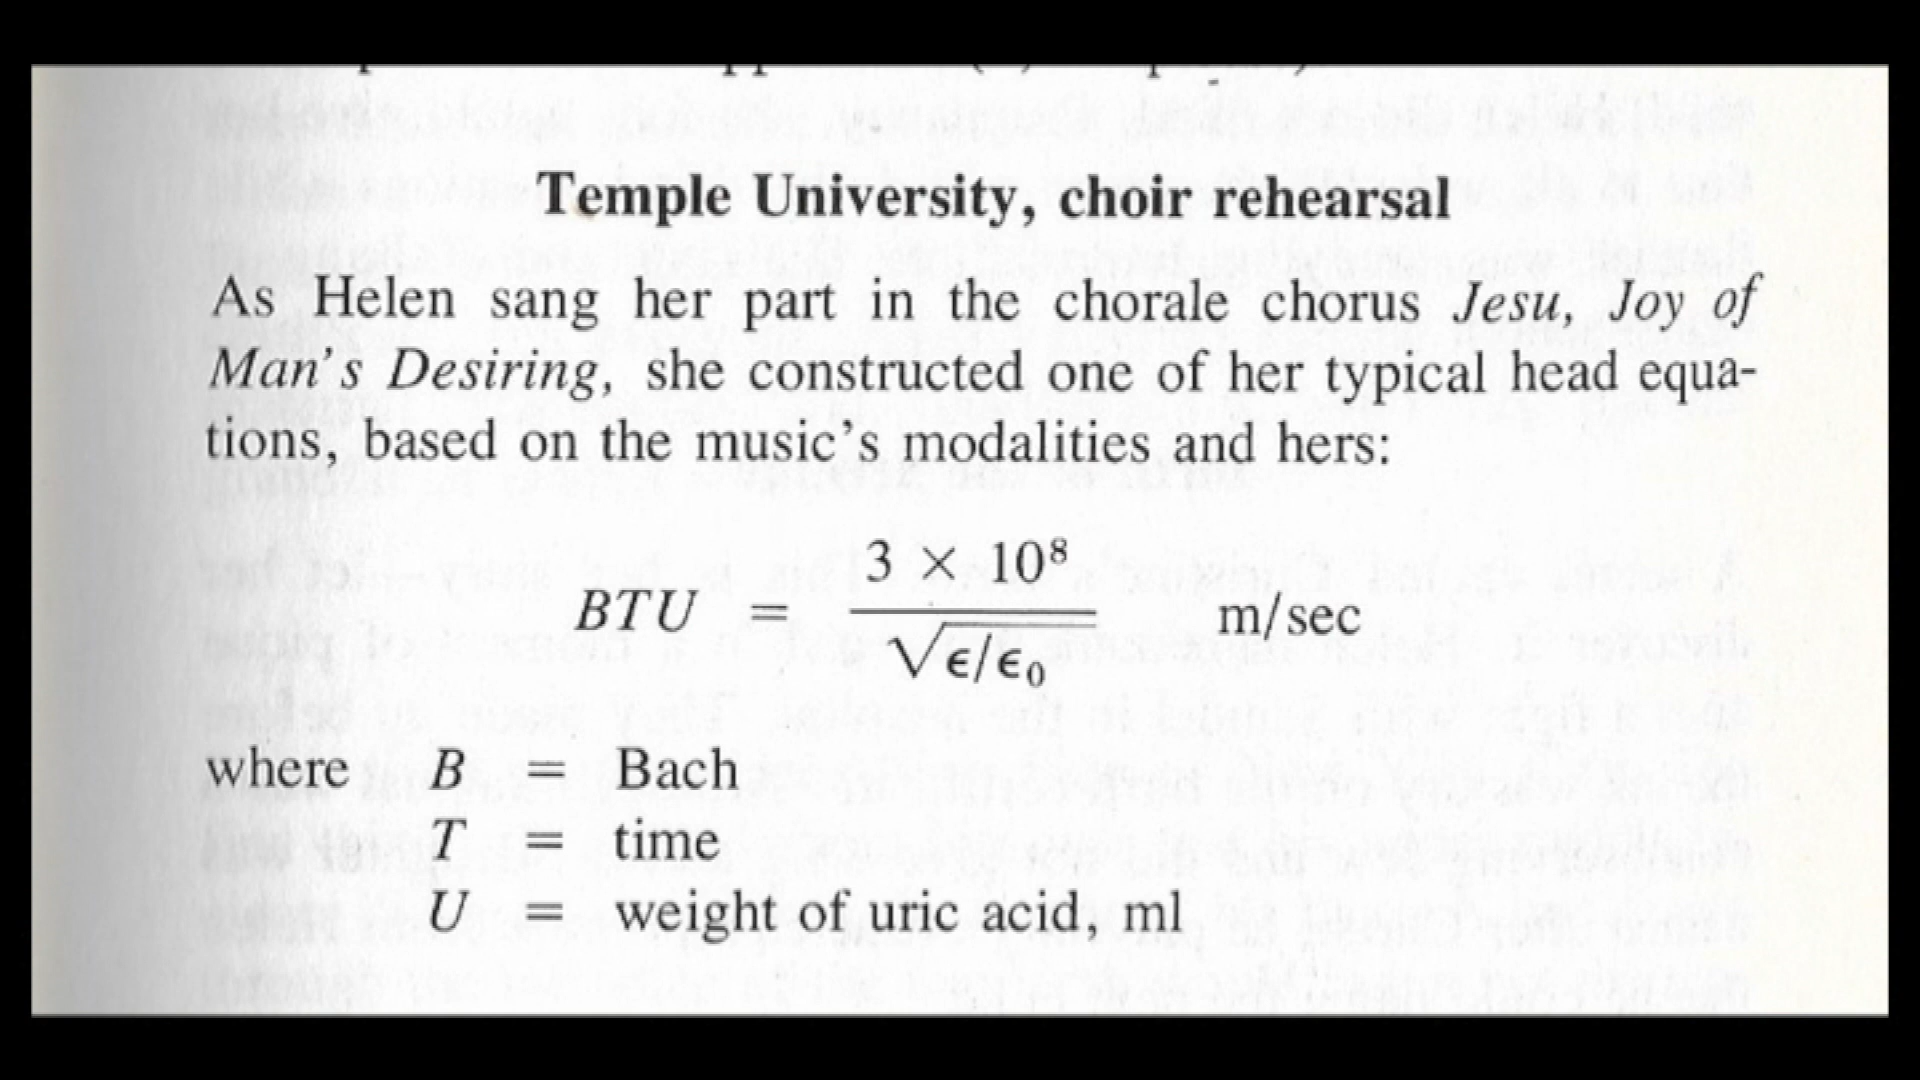 Temple University, choir rehearsal
As Helen sang her part in the chorale chorus Jesu, Joy of
Man's Desiring, she constructed one of her typical head equa-
tions, based on the music's modalities and hers:
BTU = 3 × 10⁸ / √ϵ/ϵ₀ m/sec
where B = Bach
T = time
U = weight of uric acid, ml